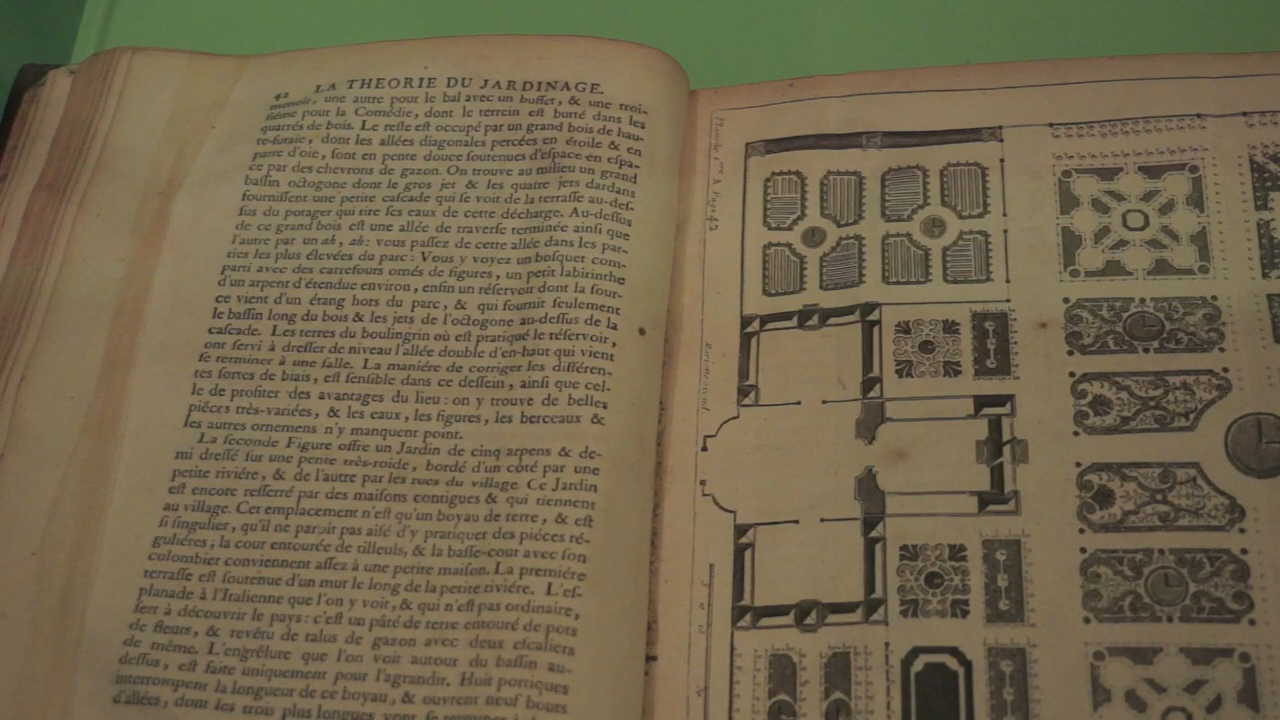 42 LA THEORIE DU JARDINAGE.
menoir, une autre pour le bal avec un buffet, & une troi-
siéme pour la Comédie, dont le terrein est butté dans les
quarrés de bois. Le reste est occupé par un grand bois de hau-
te-futaie, dont les allées diagonales percées en étoile & en
patte d'oie, sont en pente douce soutenues d'espace en espa-
ce par des chevrons de gazon. On trouve au milieu un grand
bassin octogone dont le gros jet & les quatre jets dardans
fournissent une petite cascade qui se voit de la terrasse au-des-
sus du potager qui tire ses eaux de cette décharge. Au-dessus
de ce grand bois est une allée de traverse terminée ainsi que
l'autre par un ah, ah: vous passez de cette allée dans les par-
ties les plus élevées du parc: Vous y voyez un bosquet com-
parti avec des carrefours ornés de figures, un petit labirinthe
d'un arpent d'étendue environ, enfin un réservoir dont la sour-
ce vient d'un étang hors du parc, & qui fournit seulement
le bassin long du bois & les jets de l'octogone au-dessus de la
cascade. Les terres du boulingrin où est pratiqué le réservoir,
ont servi à dresser de niveau l'allée double d'en-haut qui vient
se terminer à une salle. La maniére de corriger les différen-
tes sortes de biais, est sensible dans ce dessein, ainsi que cel-
le de profiter des avantages du lieu: on y trouve de belles
piéces très-variées, & les eaux, les figures, les berceaux &
les autres ornemens n'y manquent point.
La seconde Figure offre un Jardin de cinq arpens & de-
mi dressé sur une pente très-roide, bordé d'un côté par une
petite riviére, & de l'autre par les rues du village. Ce Jardin
est encore resserré par des maisons contigues & qui tiennent
au village. Cet emplacement n'est qu'un boyau de terre, & est
si singulier, qu'il ne paroît pas aisé d'y pratiquer des piéces ré-
guliéres; la cour entourée de tilleuls, & la basse-cour avec son
colombier conviennent assez à une petite maison. La premiére
terrasse est soutenue d'un mur le long de la petite riviére. L'es-
planade à l'Italienne que l'on y voit, & qui n'est pas ordinaire,
sert à découvrir le pays: c'est un pâté de terre entouré de pots
de fleurs, & revêtu de talus de gazon avec deux escaliers
de même. L'engrêlure que l'on voit autour du bassin au-
dessus, est faite uniquement pour l'agrandir. Huit portiques
interrompent la longueur de ce boyau, & ouvrent neuf bouts
d'allées, dont les trois plus longues vont se terminer à
Page 42